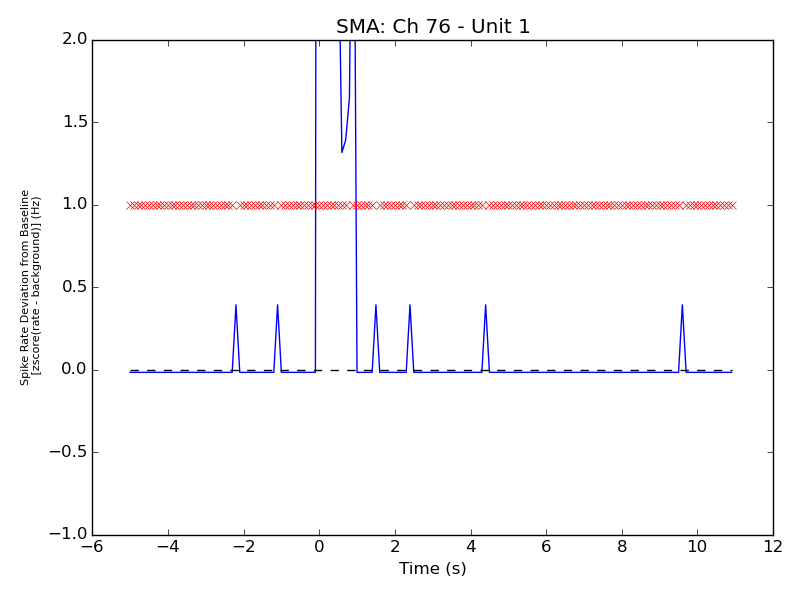 SMA: Ch 76 - Unit 1
2.0
1.5
1.0
0.5
0.0
−0.5
−1.0
Spike Rate Deviation from Baseline
[zscore(rate - background)] (Hz)
−6 −4 −2 0 2 4 6 8 10 12
Time (s)